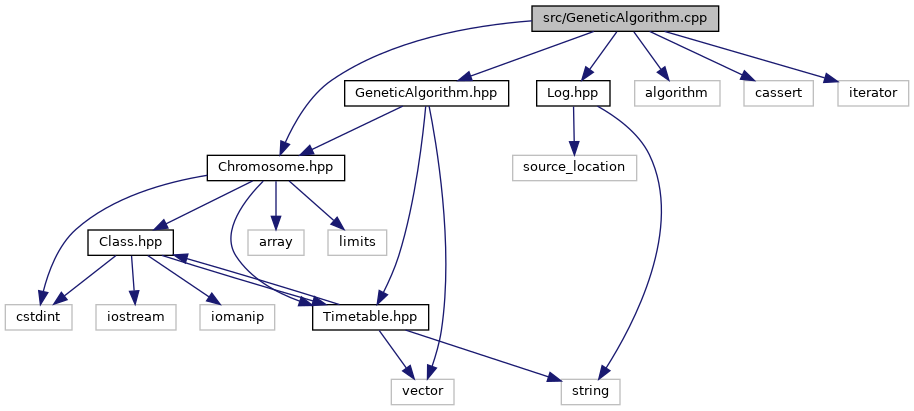 src/GeneticAlgorithm.cpp
GeneticAlgorithm.hpp
Log.hpp
algorithm
cassert
iterator
Chromosome.hpp
source_location
Class.hpp
array
limits
cstdint
iostream
iomanip
Timetable.hpp
vector
string